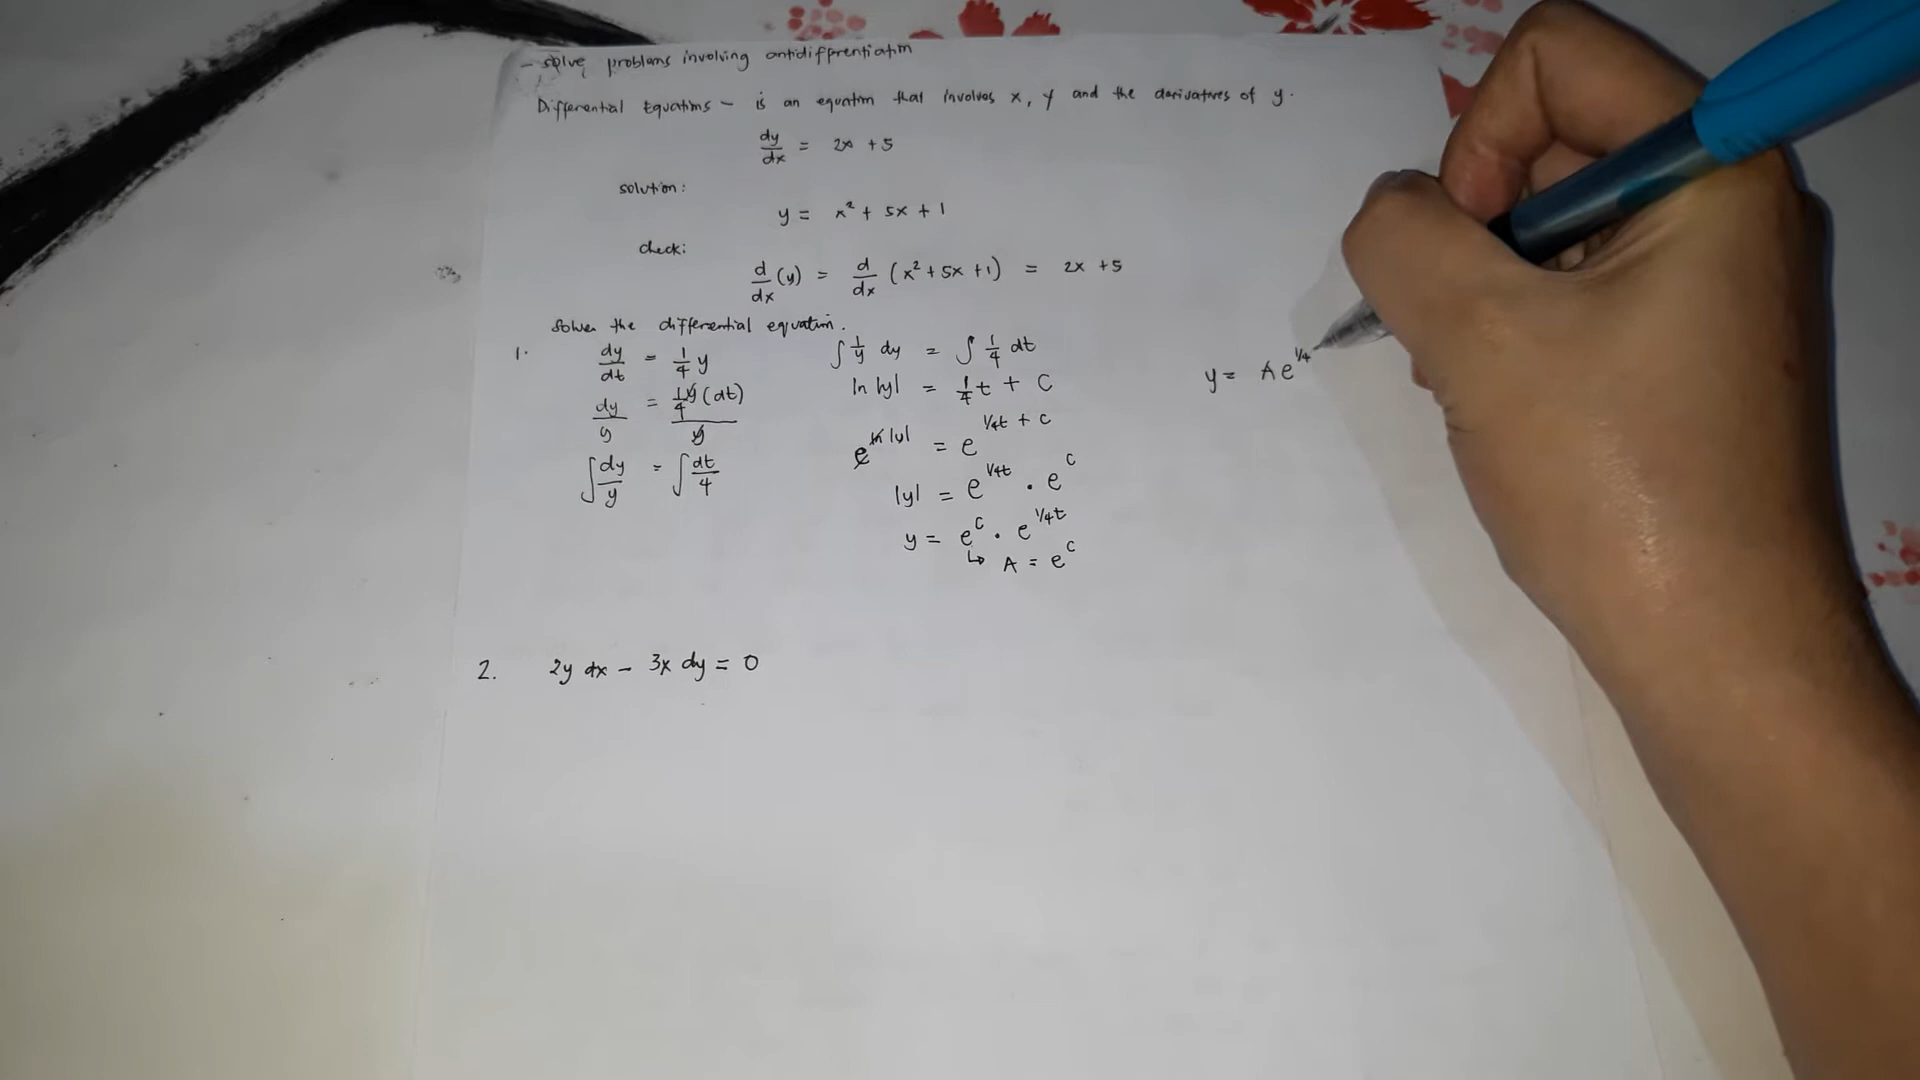 - solve problems involving antidifferentiation
Differential Equations - is an equation that involves x, y and the derivatives of y.
dy/dx = 2x + 5
solution:
y = x² + 5x + 1
check:
d/dx (y) = d/dx (x² + 5x + 1) = 2x + 5
Solve the differential equation.
1. dy/dt = 1/4 y
dy/y = 1/4 y (dt) / y
∫ dy/y = ∫ dt/4
∫ 1/y dy = ∫ 1/4 dt
ln |y| = 1/4 t + C
e^(ln |y|) = e^(1/4t + C)
|y| = e^(1/4t) · e^C
y = e^C · e^(1/4t)
↳ A = e^C
y = A e^(1/4)
2. 2y dx - 3x dy = 0